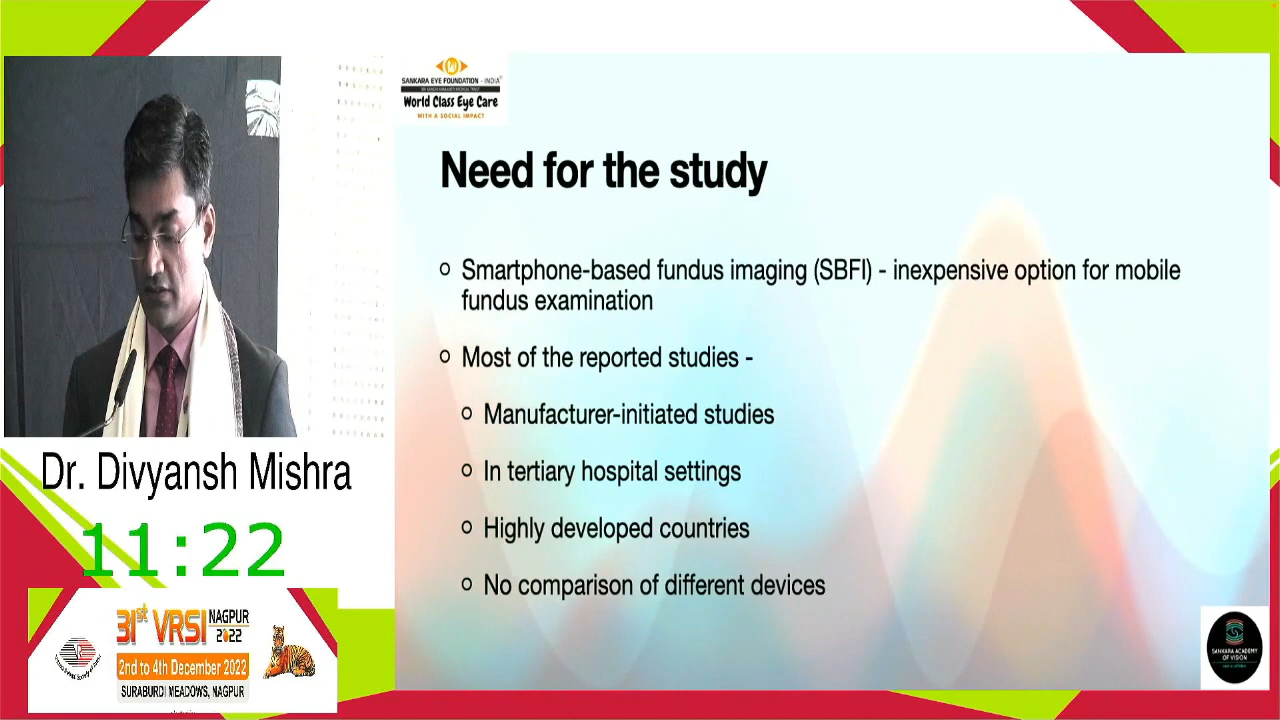 SANKARA EYE FOUNDATION - INDIA
World Class Eye Care
WITH A SOCIAL IMPACT
Need for the study
Smartphone-based fundus imaging (SBFI) - inexpensive option for mobile
fundus examination
Most of the reported studies -
Manufacturer-initiated studies
In tertiary hospital settings
Highly developed countries
No comparison of different devices
Dr. Divyansh Mishra
11:22
31st VRSI NAGPUR
2022
2nd to 4th December 2022
SURABURDI MEADOWS, NAGPUR
SANKARA ACADEMY
OF VISION